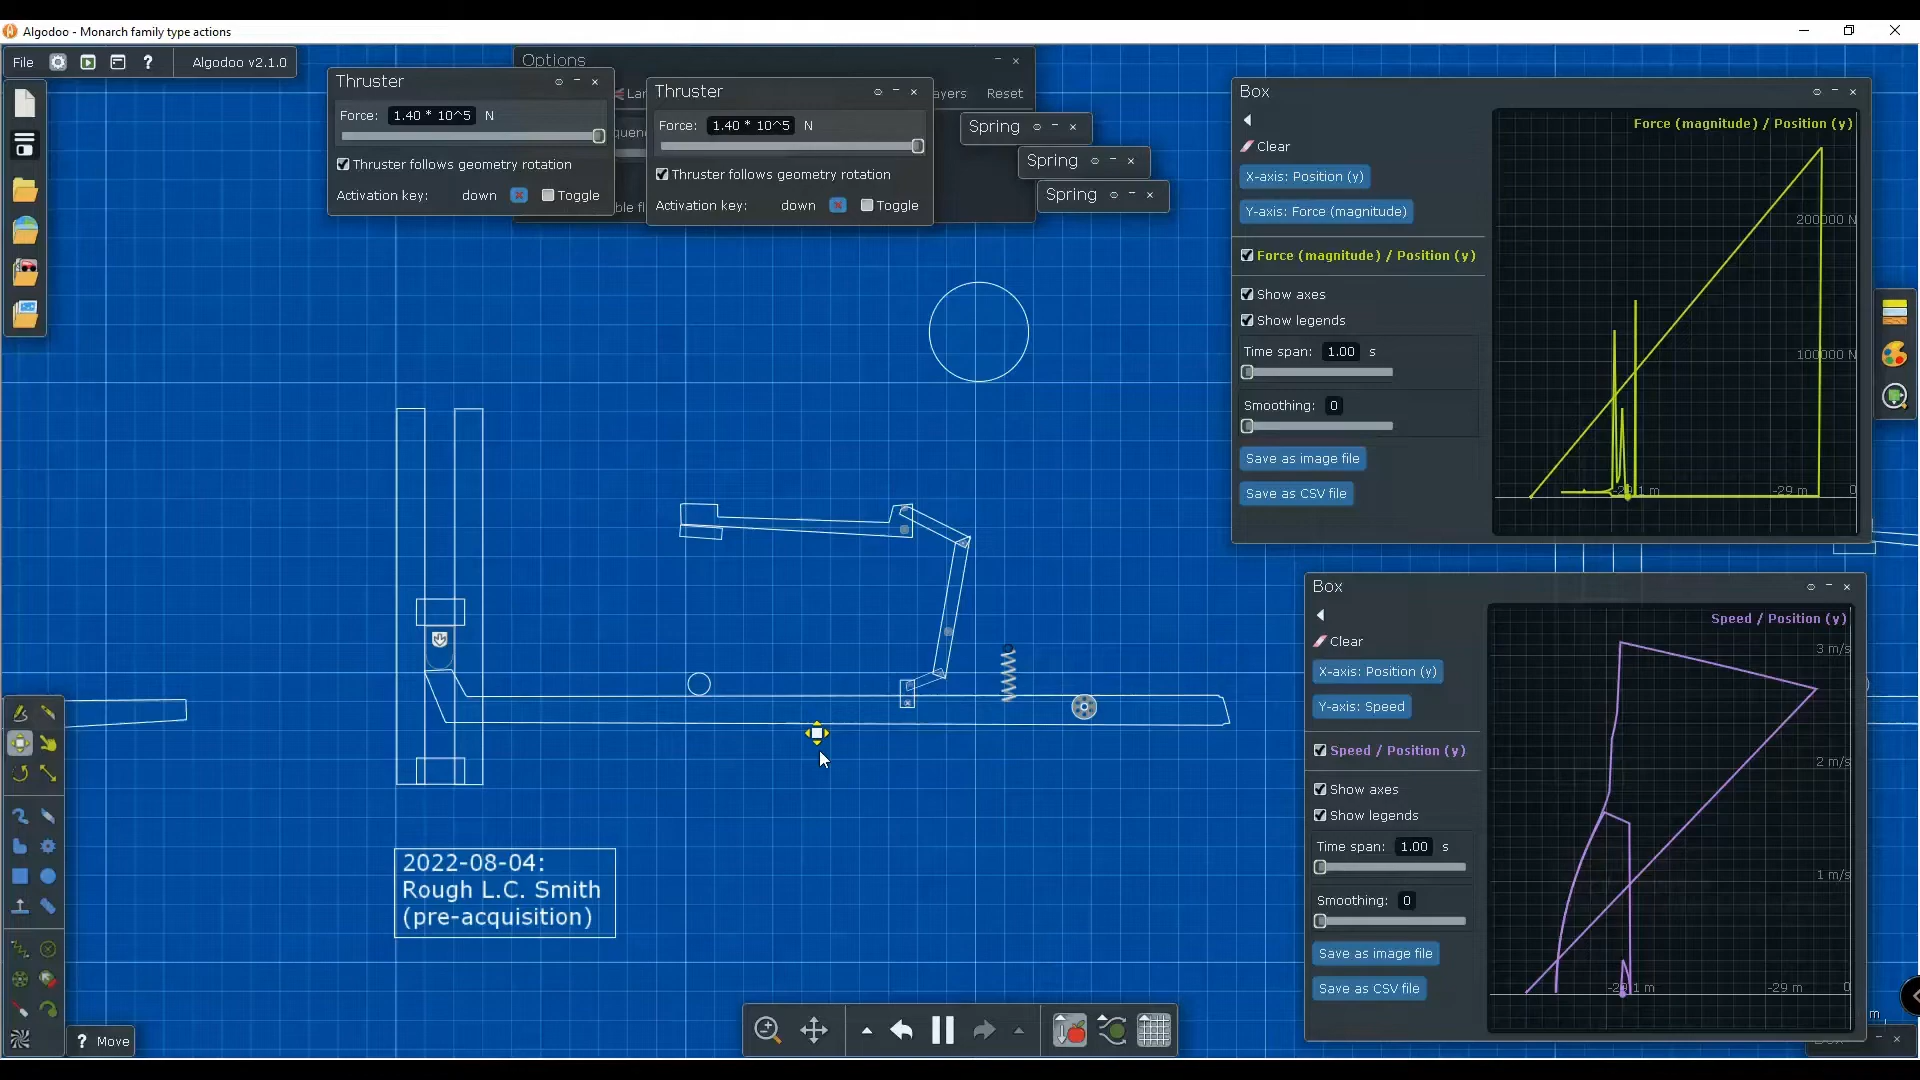 Algodoo - Monarch family type actions
File
?
Algodoo v2.1.0
Options
Reset
Thruster
Force: 1.40 * 10^5 N
Thruster follows geometry rotation
Activation key: down Toggle
Thruster
Force: 1.40 * 10^5 N
Thruster follows geometry rotation
Activation key: down Toggle
Spring
Spring
Spring
Box
Clear
X-axis: Position (y)
Y-axis: Force (magnitude)
Force (magnitude) / Position (y)
Show axes
Show legends
Time span: 1.00 s
Smoothing: 0
Save as image file
Save as CSV file
Force (magnitude) / Position (y)
200000 N
100000 N
-29 m
0
Box
Clear
X-axis: Position (y)
Y-axis: Speed
Speed / Position (y)
Show axes
Show legends
Time span: 1.00 s
Smoothing: 0
Save as image file
Save as CSV file
Speed / Position (y)
3 m/s
2 m/s
1 m/s
-29 m
0
2022-08-04:
Rough L.C. Smith
(pre-acquisition)
? Move
m